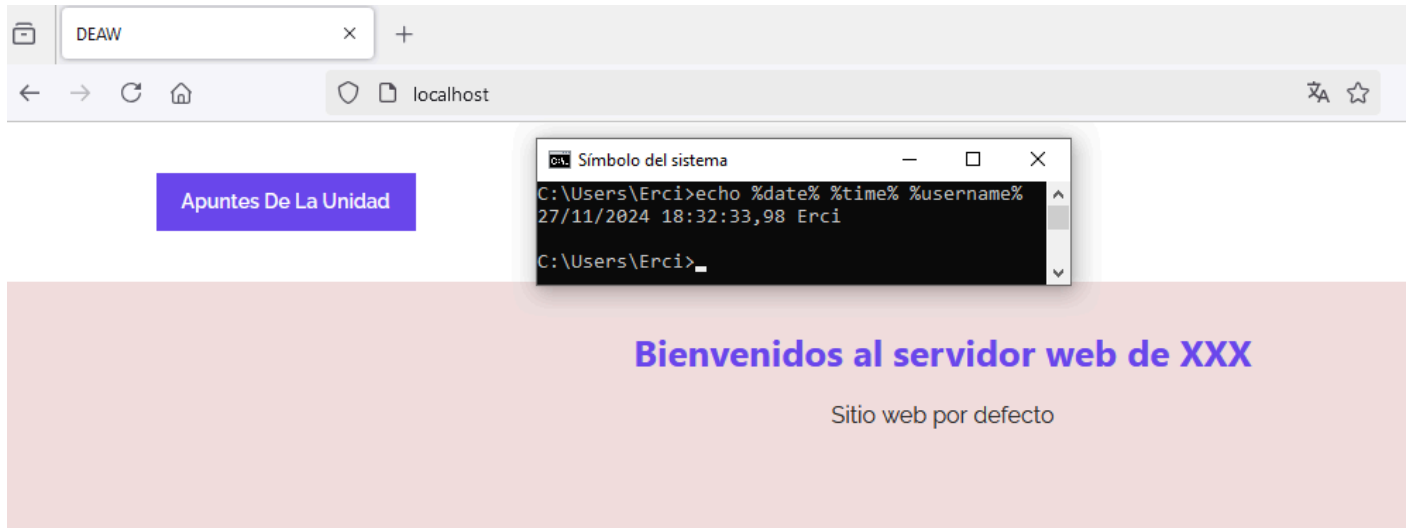 DEAW
localhost
Símbolo del sistema
C:\Users\Erci>echo %date% %time% %username%
27/11/2024 18:32:33,98 Erci
C:\Users\Erci>
Apuntes De La Unidad
Bienvenidos al servidor web de XXX
Sitio web por defecto